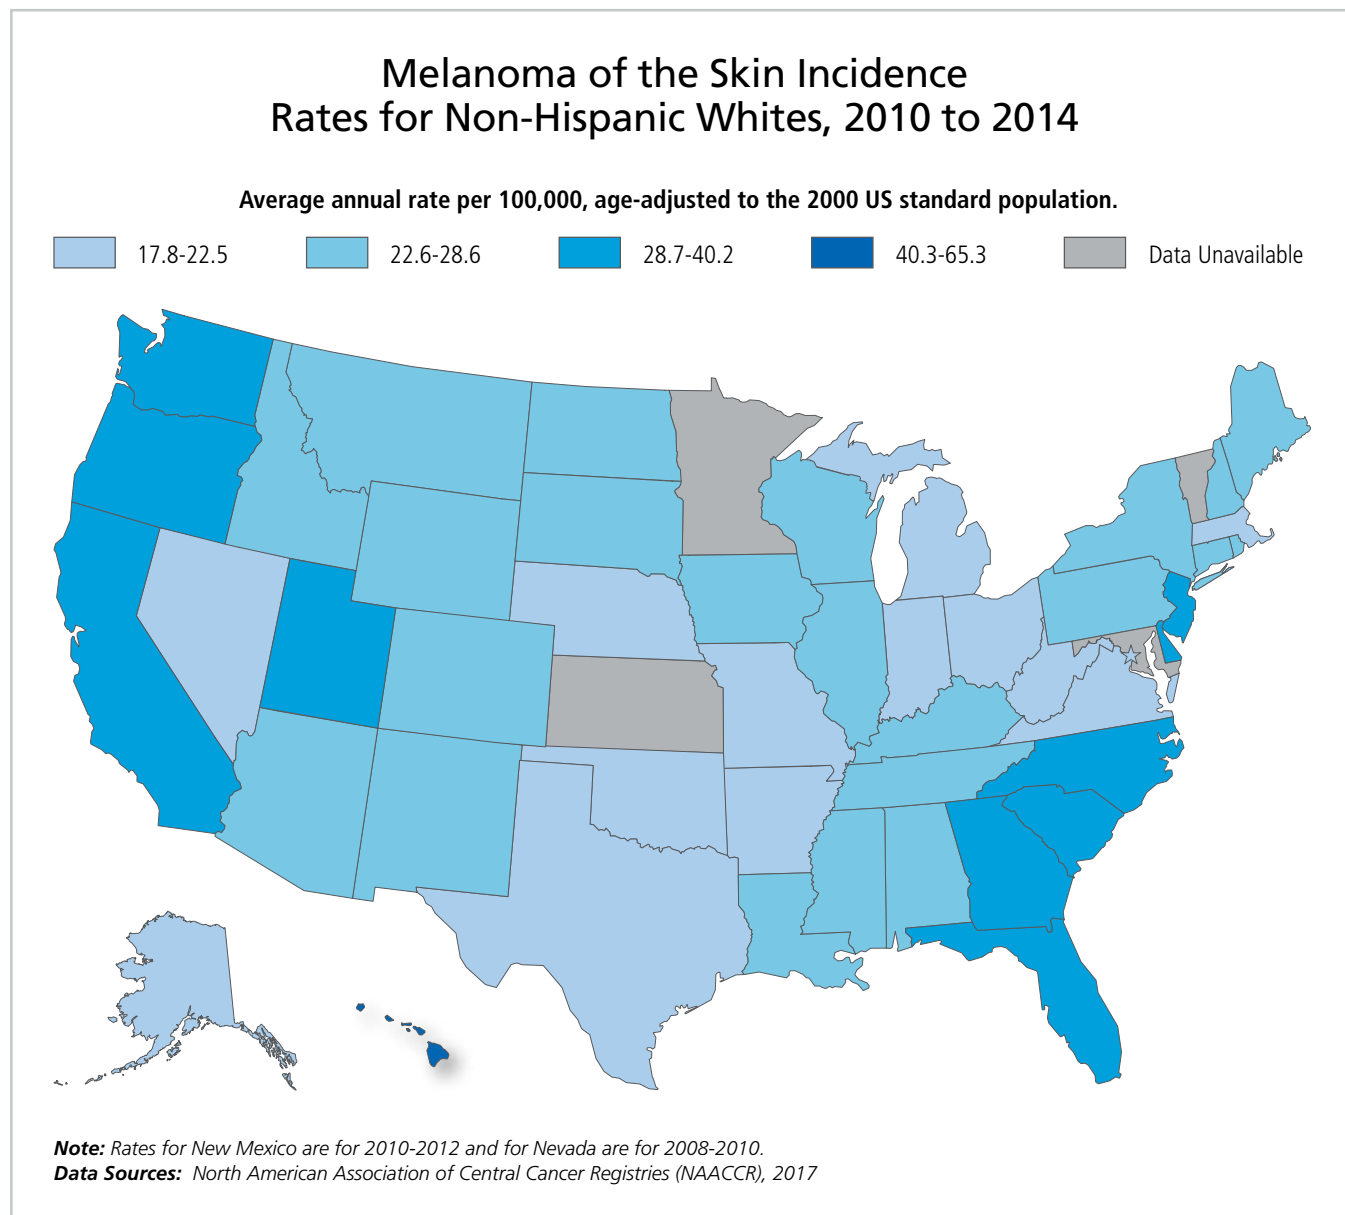 Melanoma of the Skin Incidence
Rates for Non-Hispanic Whites, 2010 to 2014
Average annual rate per 100,000, age-adjusted to the 2000 US standard population.
17.8-22.5
22.6-28.6
28.7-40.2
40.3-65.3
Data Unavailable
Note: Rates for New Mexico are for 2010-2012 and for Nevada are for 2008-2010.
Data Sources: North American Association of Central Cancer Registries (NAACCR), 2017